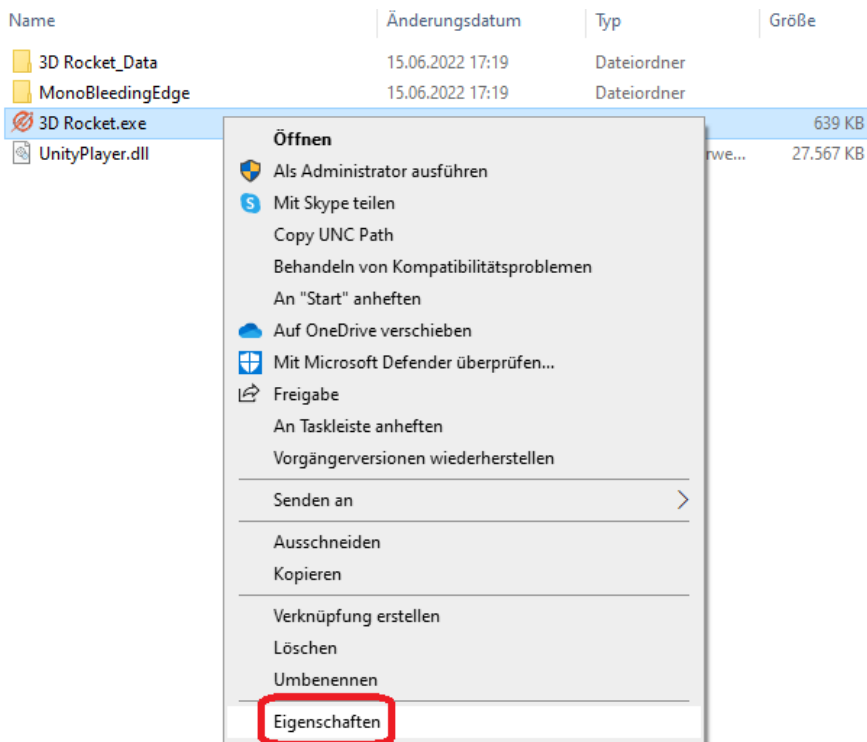 Name Änderungsdatum Typ Größe
3D Rocket_Data 15.06.2022 17:19 Dateiordner
MonoBleedingEdge 15.06.2022 17:19 Dateiordner
3D Rocket.exe 639 KB
UnityPlayer.dll rwe... 27.567 KB
Öffnen
Als Administrator ausführen
S Mit Skype teilen
Copy UNC Path
Behandeln von Kompatibilitätsproblemen
An "Start" anheften
Auf OneDrive verschieben
Mit Microsoft Defender überprüfen...
Freigabe
An Taskleiste anheften
Vorgängerversionen wiederherstellen
Senden an
Ausschneiden
Kopieren
Verknüpfung erstellen
Löschen
Umbenennen
Eigenschaften